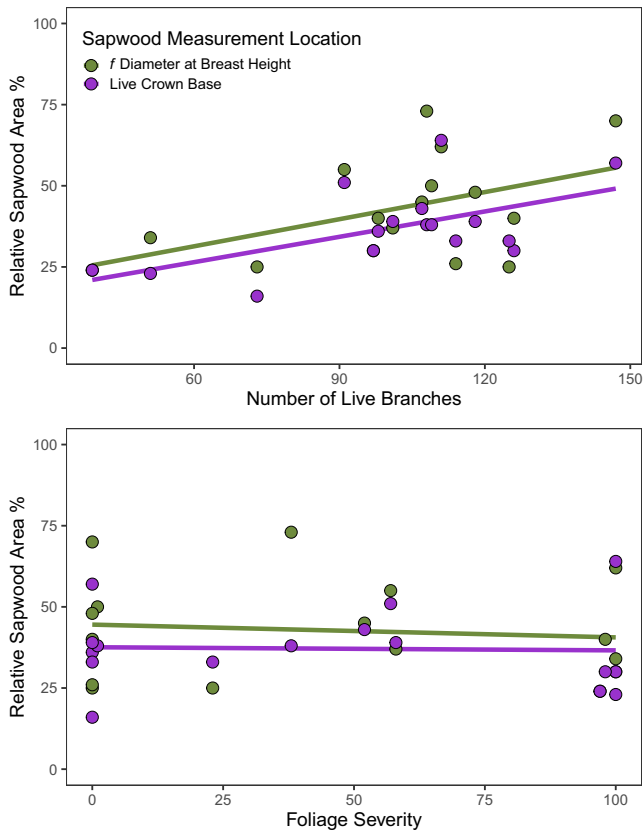 Sapwood Measurement Location
f Diameter at Breast Height
Live Crown Base
Relative Sapwood Area %
100
75
50
25
0
60
90
120
150
Number of Live Branches
Relative Sapwood Area %
100
75
50
25
0
0
25
50
75
100
Foliage Severity